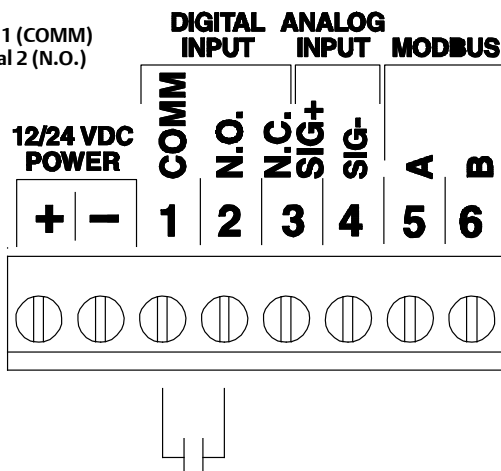 1 (COMM)
al 2 (N.O.)
DIGITAL INPUT
ANALOG INPUT
MODBUS
12/24 VDC
POWER
COMM
N.O.
N.C.
SIG+
SIG-
A
B
+ - 1 2 3 4 5 6